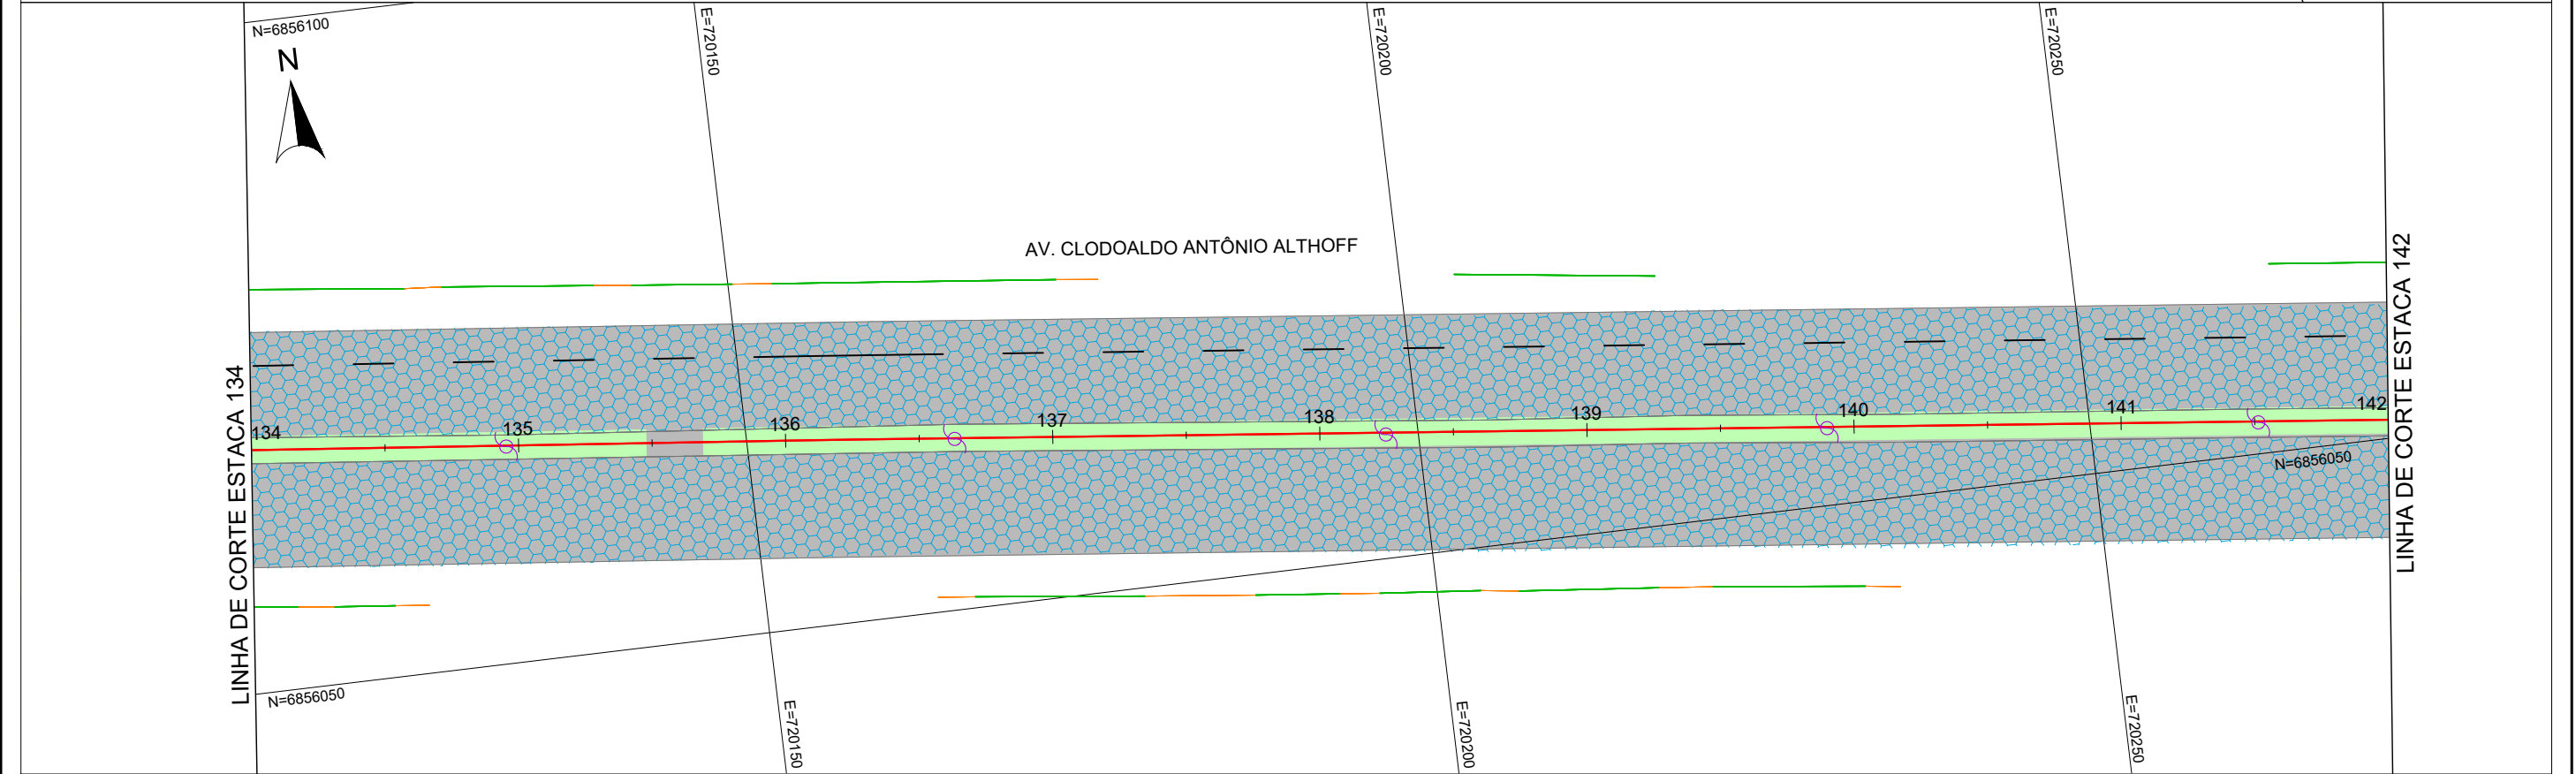 N=6856100
N
E=720150
E=720200
E=720250
AV. CLODOALDO ANTÔNIO ALTHOFF
LINHA DE CORTE ESTACA 134
134
135
136
137
138
139
140
141
142
LINHA DE CORTE ESTACA 142
N=6856050
N=6856050
E=720150
E=720200
E=720250